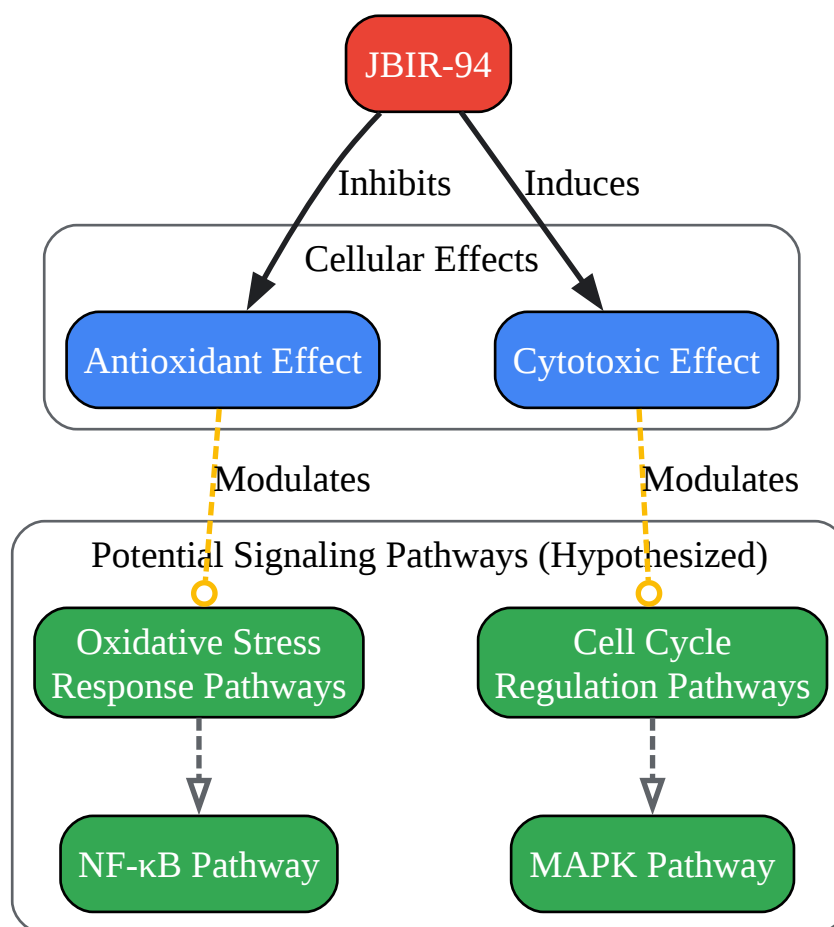 JBIR-94
Inhibits
Induces
Cellular Effects
Antioxidant Effect
Cytotoxic Effect
Modulates
Modulates
Potential Signaling Pathways (Hypothesized)
Oxidative Stress
Response Pathways
Cell Cycle
Regulation Pathways
NF-κB Pathway
MAPK Pathway